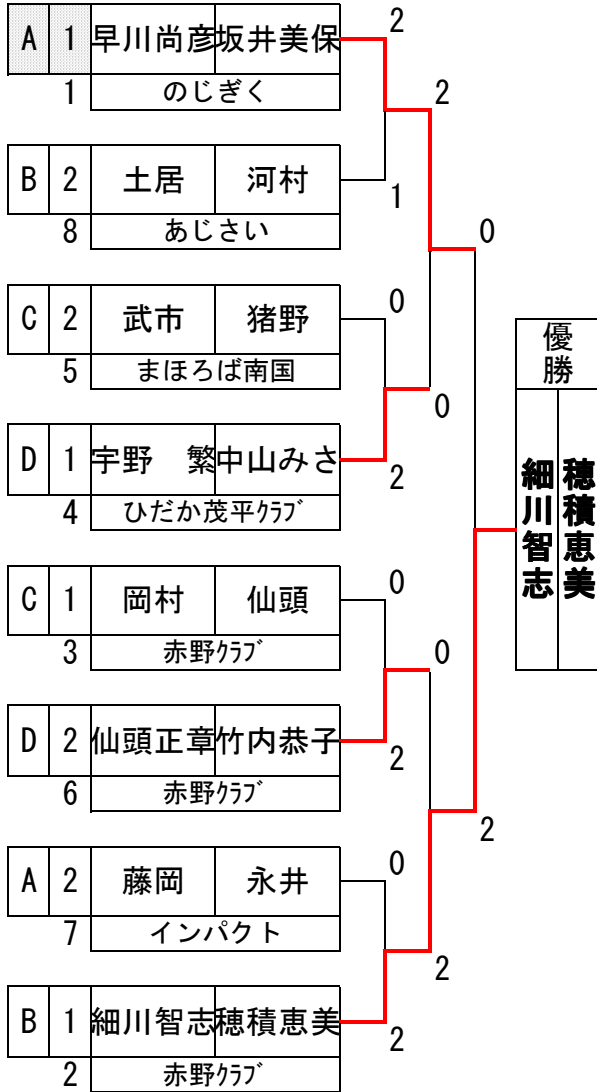 A 1 早川尚彦 坂井美保 2
1 のじぎく 2
B 2 土居 河村 1
8 あじさい 0
C 2 武市 猪野 0
5 まほろば南国 0
D 1 宇野　繁 中山みさ 2
4 ひだか茂平ｸﾗﾌﾞ
C 1 岡村 仙頭 0
3 赤野ｸﾗﾌﾞ 0
D 2 仙頭正章 竹内恭子 2
6 赤野ｸﾗﾌﾞ 2
A 2 藤岡 永井 0
7 インパクト 2
B 1 細川智志 穂積恵美 2
2 赤野ｸﾗﾌﾞ
優勝
細川智志
穂積恵美